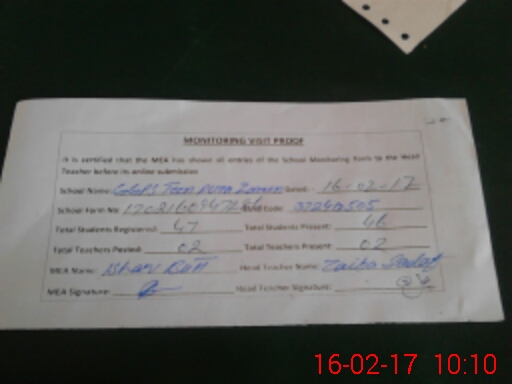 MONITORING VISIT PROOF
It is certified that the MEA has shown all entries of the School Monitoring Form to the Head
Teacher before its online submission
School Name: Dated: 16-02-17
School Form No Code:
Total Students Registered: 47 Total Students Present: 46
Total Teachers Posted: 02 Total Teachers Present: 02
MEA Name: Head Teacher Name:
MEA Signature: Head Teacher Signature:
16-02-17 10:10